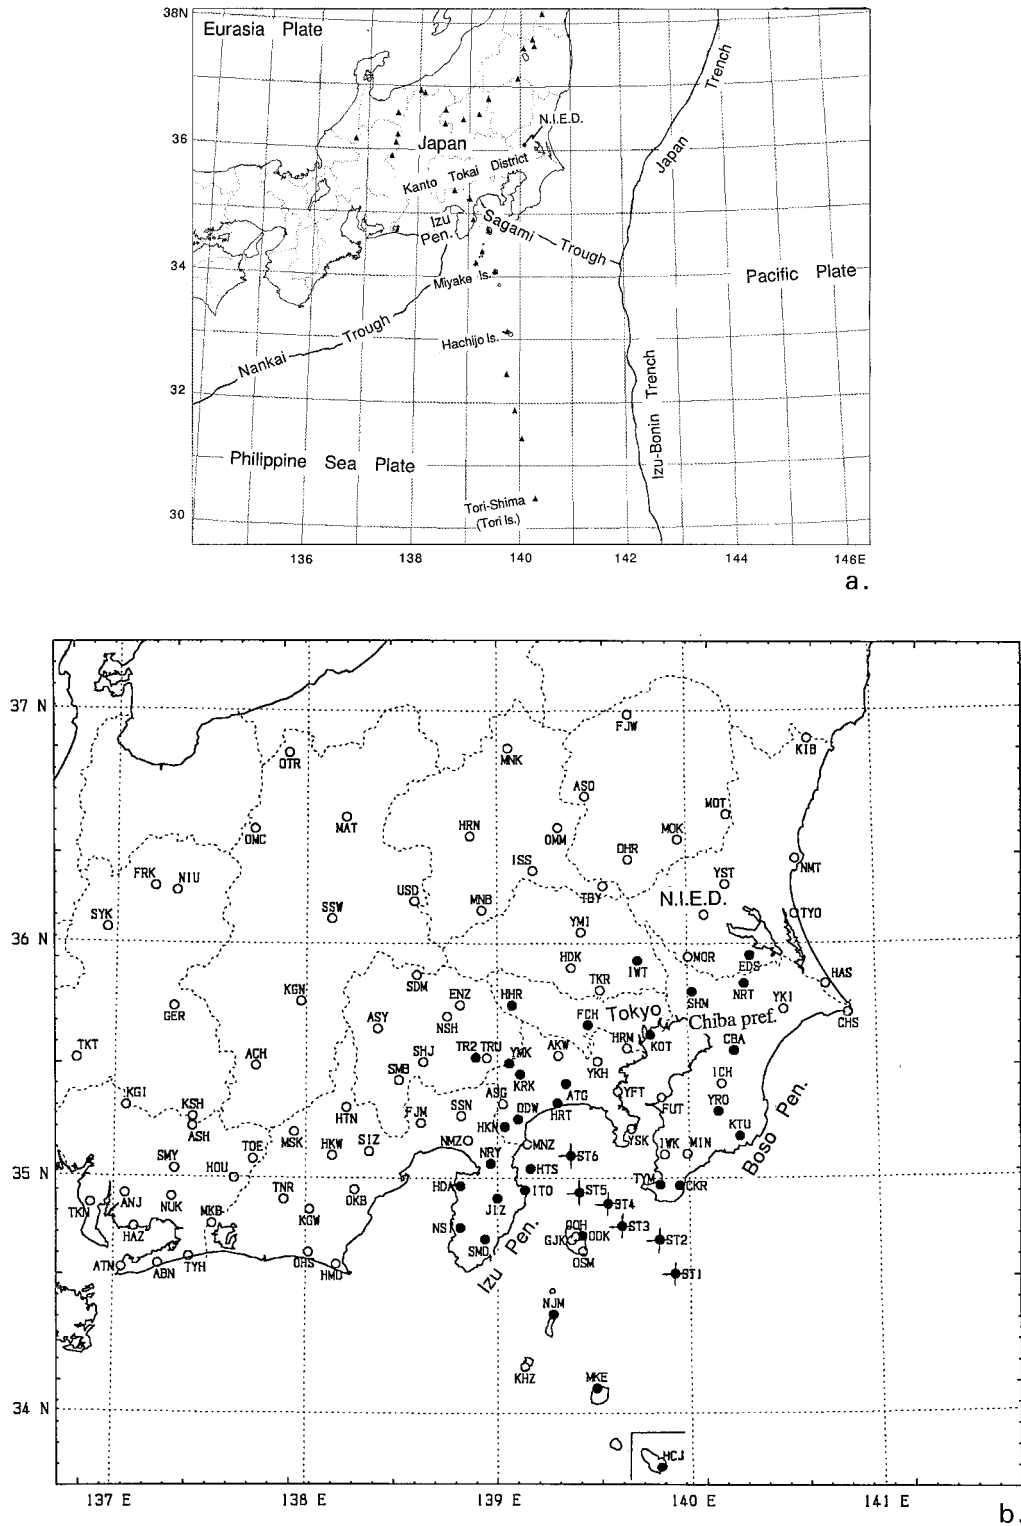 38N
Eurasia Plate
Japan Trench
N.I.E.D.
36
Japan
Kanto Tokai District
Izu Pen.
Sagami Trough
34
Miyake Is.
Pacific Plate
Nankai Trough
Hachijo Is.
32
Izu-Bonin Trench
Philippine Sea Plate
Tori-Shima
(Tori Is.)
30
136 138 140 142 144 146E
a.
37 N
FJW
KIB
OTR
MNK
ASO
MOT
OMC
MAT
HRN
OMM
MOK
OHR
NMT
FRK
NIU
ISS
YST
TBY
USD
MNB
N.I.E.D.
SYK
SSW
YMI
TYO
36 N
HDK
IWT
MOR
EDS
SDM
TKR
HAS
KGN
ENZ
HHR
SHM
NRT
YKI
GER
ASY
NSH
FCH
Tokyo
Chiba pref.
CHS
TKT
ACH
SHJ
TR2
TRU
YMK
AKW
HRM
KOT
CBA
SMB
KRK
YKH
KGI
ASG
ATG
YFT
ICH
KSH
HTN
FJM
SSN
ODW
HRT
FUT
YRO
ASH
MSK
HKN
KTU
SMY
TOE
HKW
SIZ
NMZ
MNZ
YSK
IWK
MIN
Boso Pen.
35 N
HOU
NRY
HTS
ST6
TKN
ANJ
NUK
TNR
OKB
HDA
ITO
ST5
TYM
CKR
MKB
KGW
JIZ
ST4
HAZ
NSI
OOH
ST3
GJK
ODK
ST2
ATM
ABN
TYH
OHS
HMO
SMD
OSM
ST1
Izu Pen.
NJM
KHZ
MKE
34 N
HCJ
137 E 138 E 139 E 140 E 141 E
b.